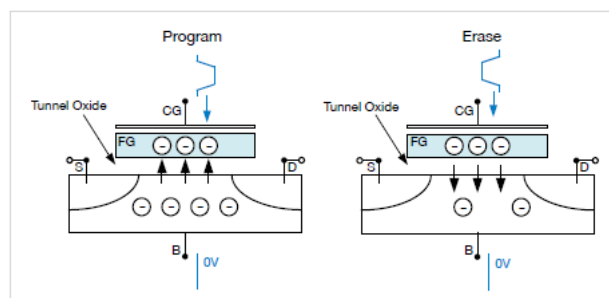 Program
Tunnel Oxide
CG
FG
- - -
S
D
- - - -
B
0V
Erase
Tunnel Oxide
CG
FG
- - -
S
D
- -
B
0V